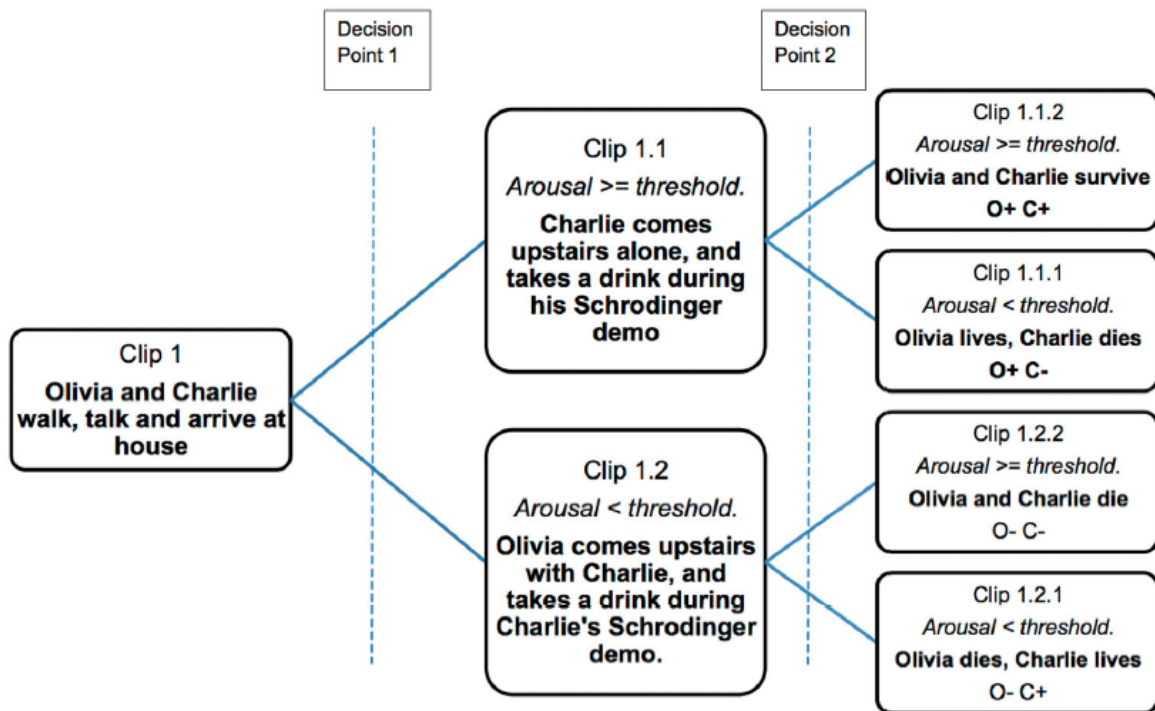 Decision
Point 1
Decision
Point 2
Clip 1
Olivia and Charlie
walk, talk and arrive at
house
Clip 1.1
Arousal >= threshold.
Charlie comes
upstairs alone, and
takes a drink during
his Schrodinger
demo
Clip 1.2
Arousal < threshold.
Olivia comes upstairs
with Charlie, and
takes a drink during
Charlie's Schrodinger
demo.
Clip 1.1.2
Arousal >= threshold.
Olivia and Charlie survive
O+ C+
Clip 1.1.1
Arousal < threshold.
Olivia lives, Charlie dies
O+ C-
Clip 1.2.2
Arousal >= threshold.
Olivia and Charlie die
O- C-
Clip 1.2.1
Arousal < threshold.
Olivia dies, Charlie lives
O- C+